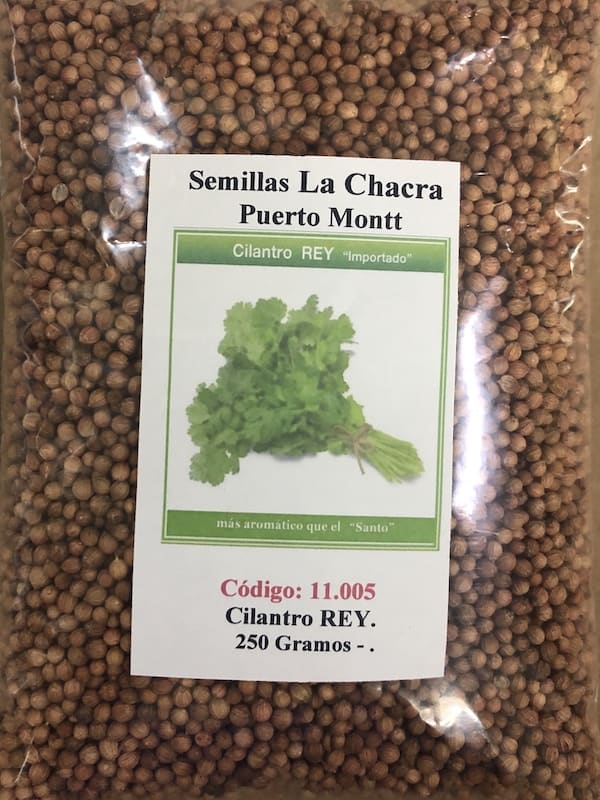 Semillas La Chacra
Puerto Montt
Cilantro REY "Importado"
más aromático que el "Santo"
Código: 11.005
Cilantro REY.
250 Gramos - .